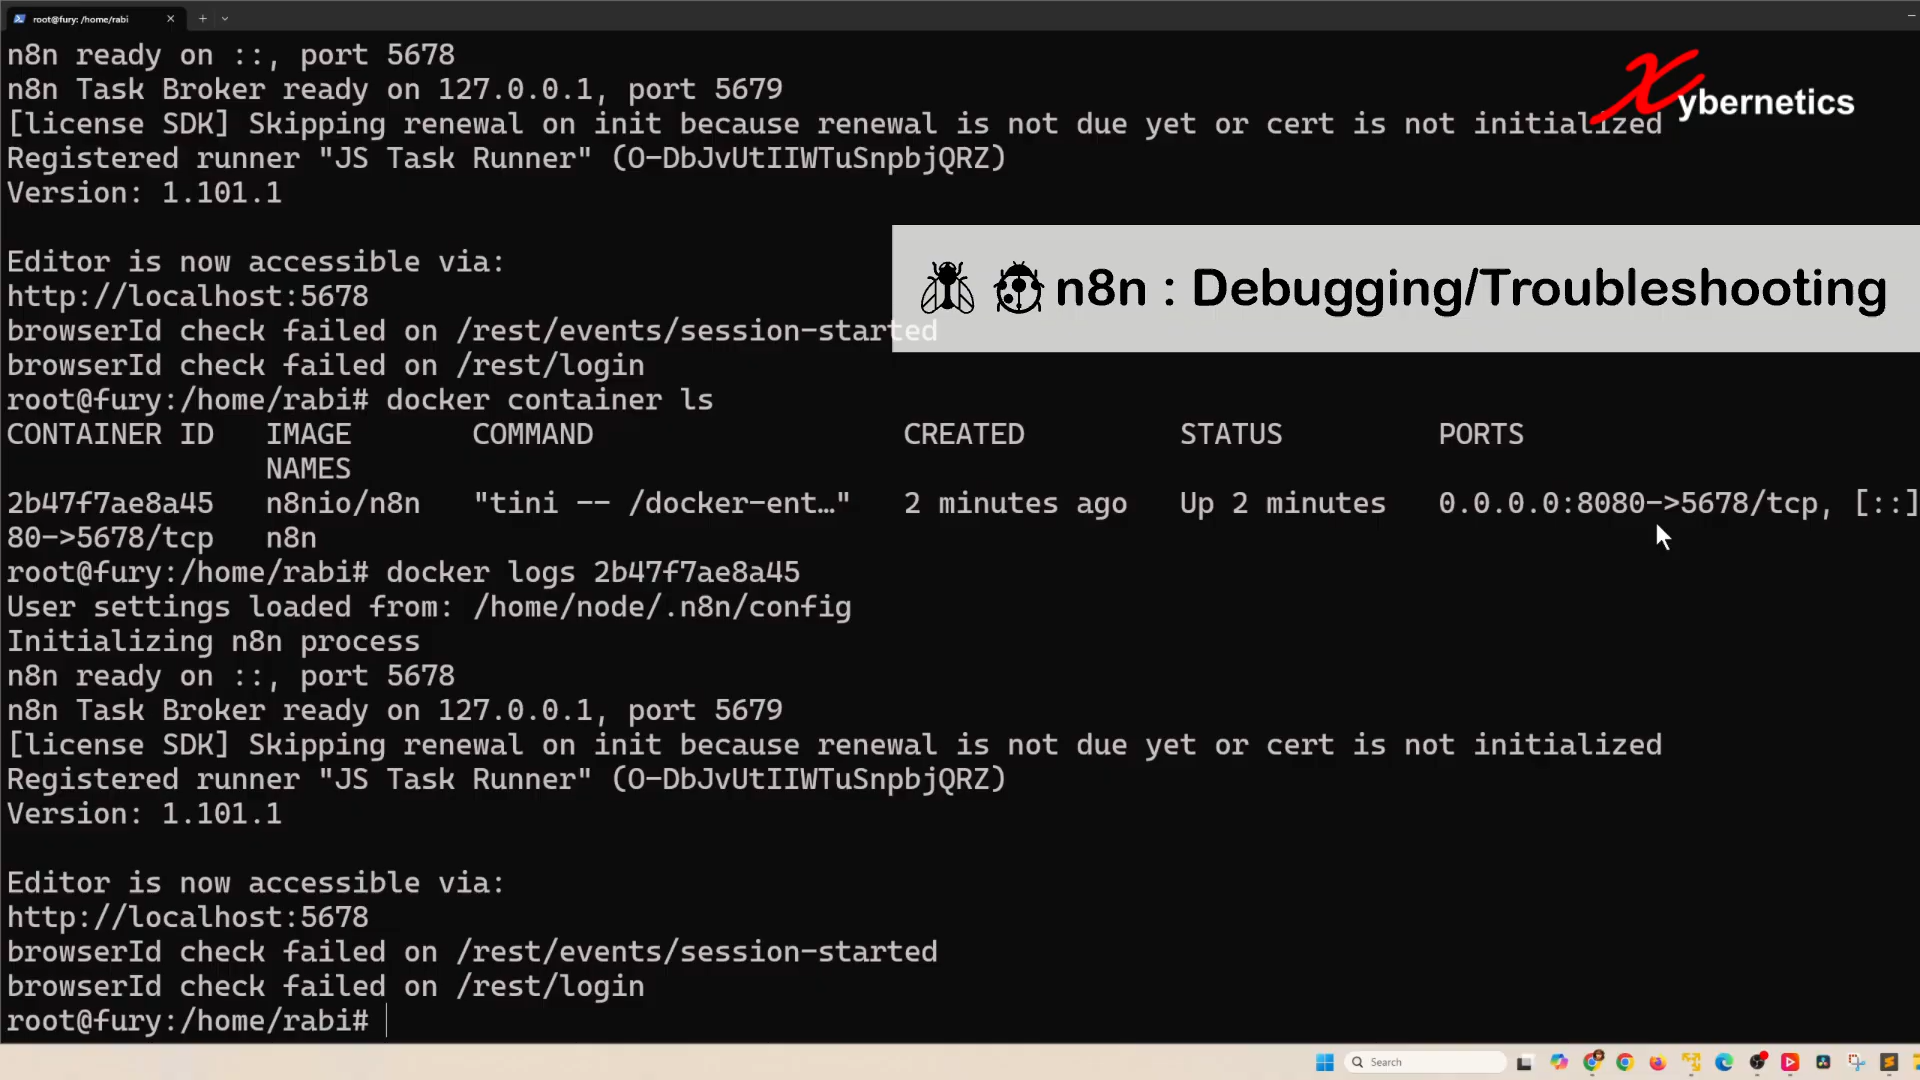 root@fury: /home/rabi
n8n ready on ::, port 5678
n8n Task Broker ready on 127.0.0.1, port 5679
[license SDK] Skipping renewal on init because renewal is not due yet or cert is not initialized
Registered runner "JS Task Runner" (O-DbJvUtIIWTuSnpbjQRZ)
Version: 1.101.1
Xybernetics
n8n : Debugging/Troubleshooting
Editor is now accessible via:
http://localhost:5678
browserId check failed on /rest/events/session-started
browserId check failed on /rest/login
root@fury:/home/rabi# docker container ls
CONTAINER ID IMAGE COMMAND CREATED STATUS PORTS
NAMES
2b47f7ae8a45 n8nio/n8n "tini -- /docker-ent…" 2 minutes ago Up 2 minutes 0.0.0.0:8080->5678/tcp, [::]
80->5678/tcp n8n
root@fury:/home/rabi# docker logs 2b47f7ae8a45
User settings loaded from: /home/node/.n8n/config
Initializing n8n process
n8n ready on ::, port 5678
n8n Task Broker ready on 127.0.0.1, port 5679
[license SDK] Skipping renewal on init because renewal is not due yet or cert is not initialized
Registered runner "JS Task Runner" (O-DbJvUtIIWTuSnpbjQRZ)
Version: 1.101.1
Editor is now accessible via:
http://localhost:5678
browserId check failed on /rest/events/session-started
browserId check failed on /rest/login
root@fury:/home/rabi#
Search